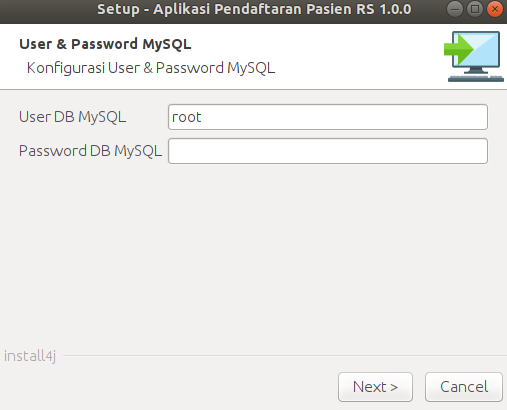 Setup - Aplikasi Pendaftaran Pasien RS 1.0.0
User & Password MySQL
Konfigurasi User & Password MySQL
User DB MySQL root
Password DB MySQL
install4j
Next > Cancel